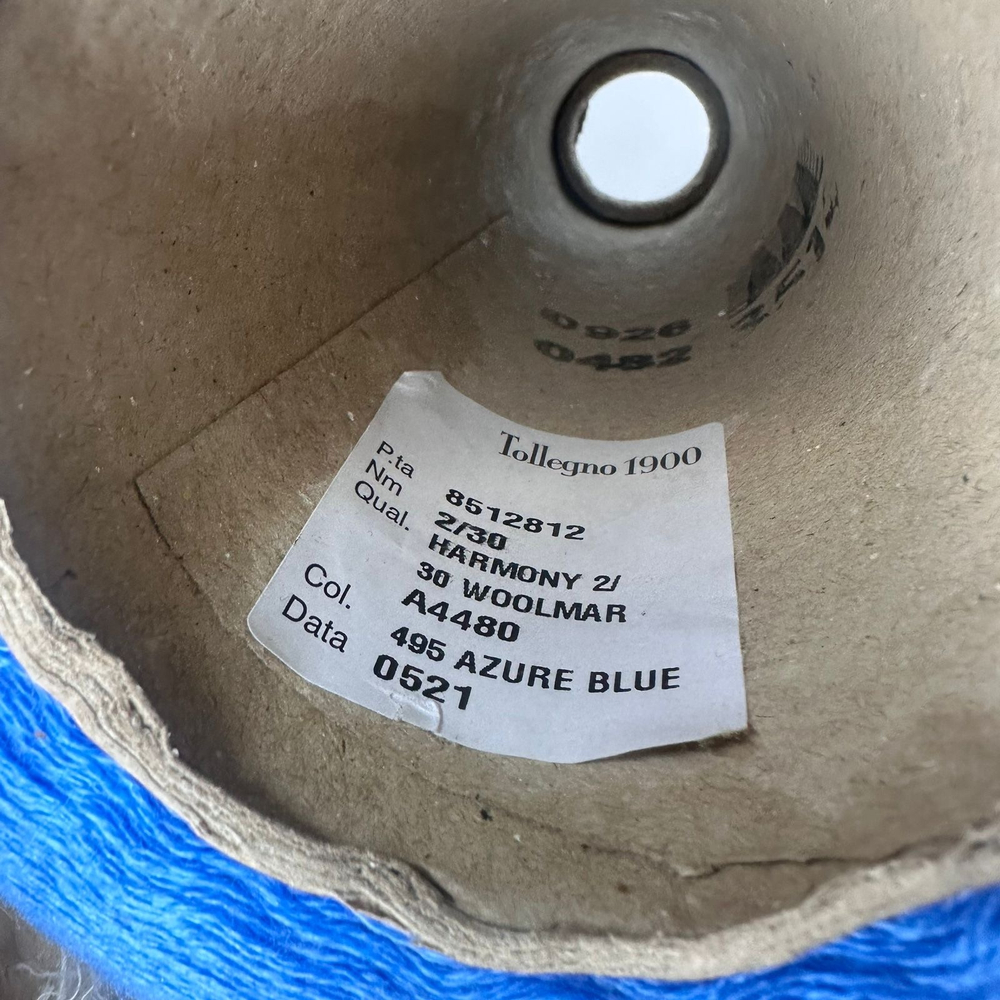 0926
0482
Tollegno 1900
P.ta 8512812
Nm 2/30
Qual. HARMONY 2/
30 WOOLMAR
Col. A4480
495 AZURE BLUE
Data 0521